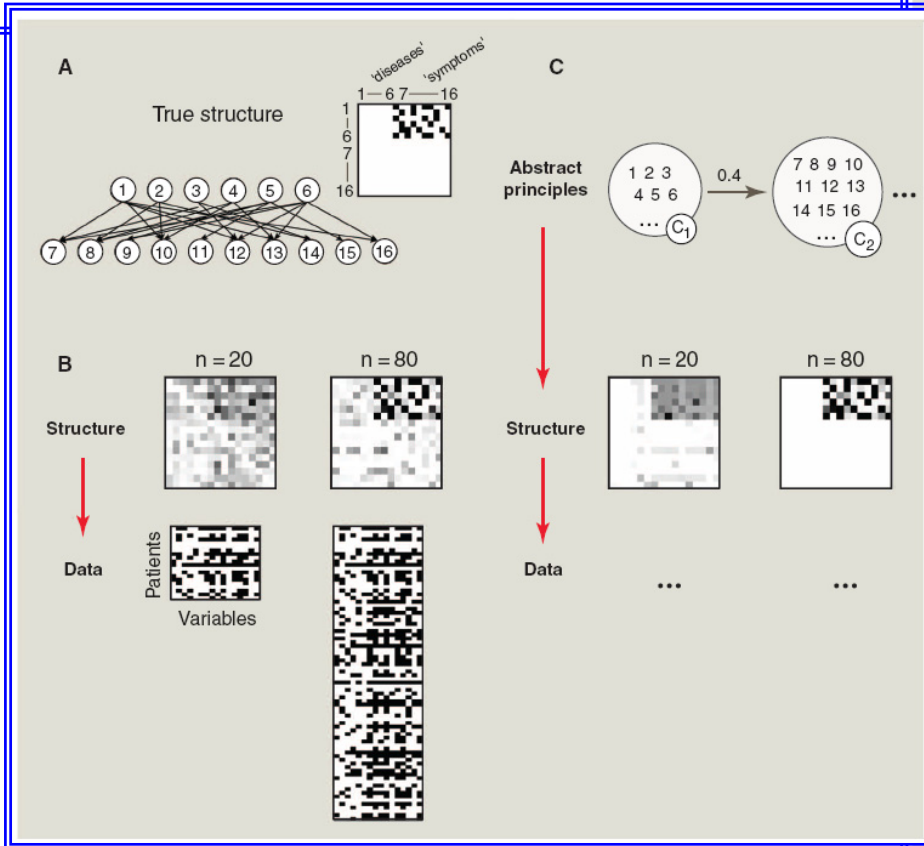 A
True structure
'diseases' 'symptoms'
1 — 6 7 — 16
1
6
7
16
1 2 3 4 5 6
7 8 9 10 11 12 13 14 15 16
B
n = 20 n = 80
Structure
Data
Patients
Variables
...
C
Abstract
principles
1 2 3
4 5 6
... C1
0.4
7 8 9 10
11 12 13
14 15 16
... C2
...
n = 20 n = 80
Structure
Data
... ...